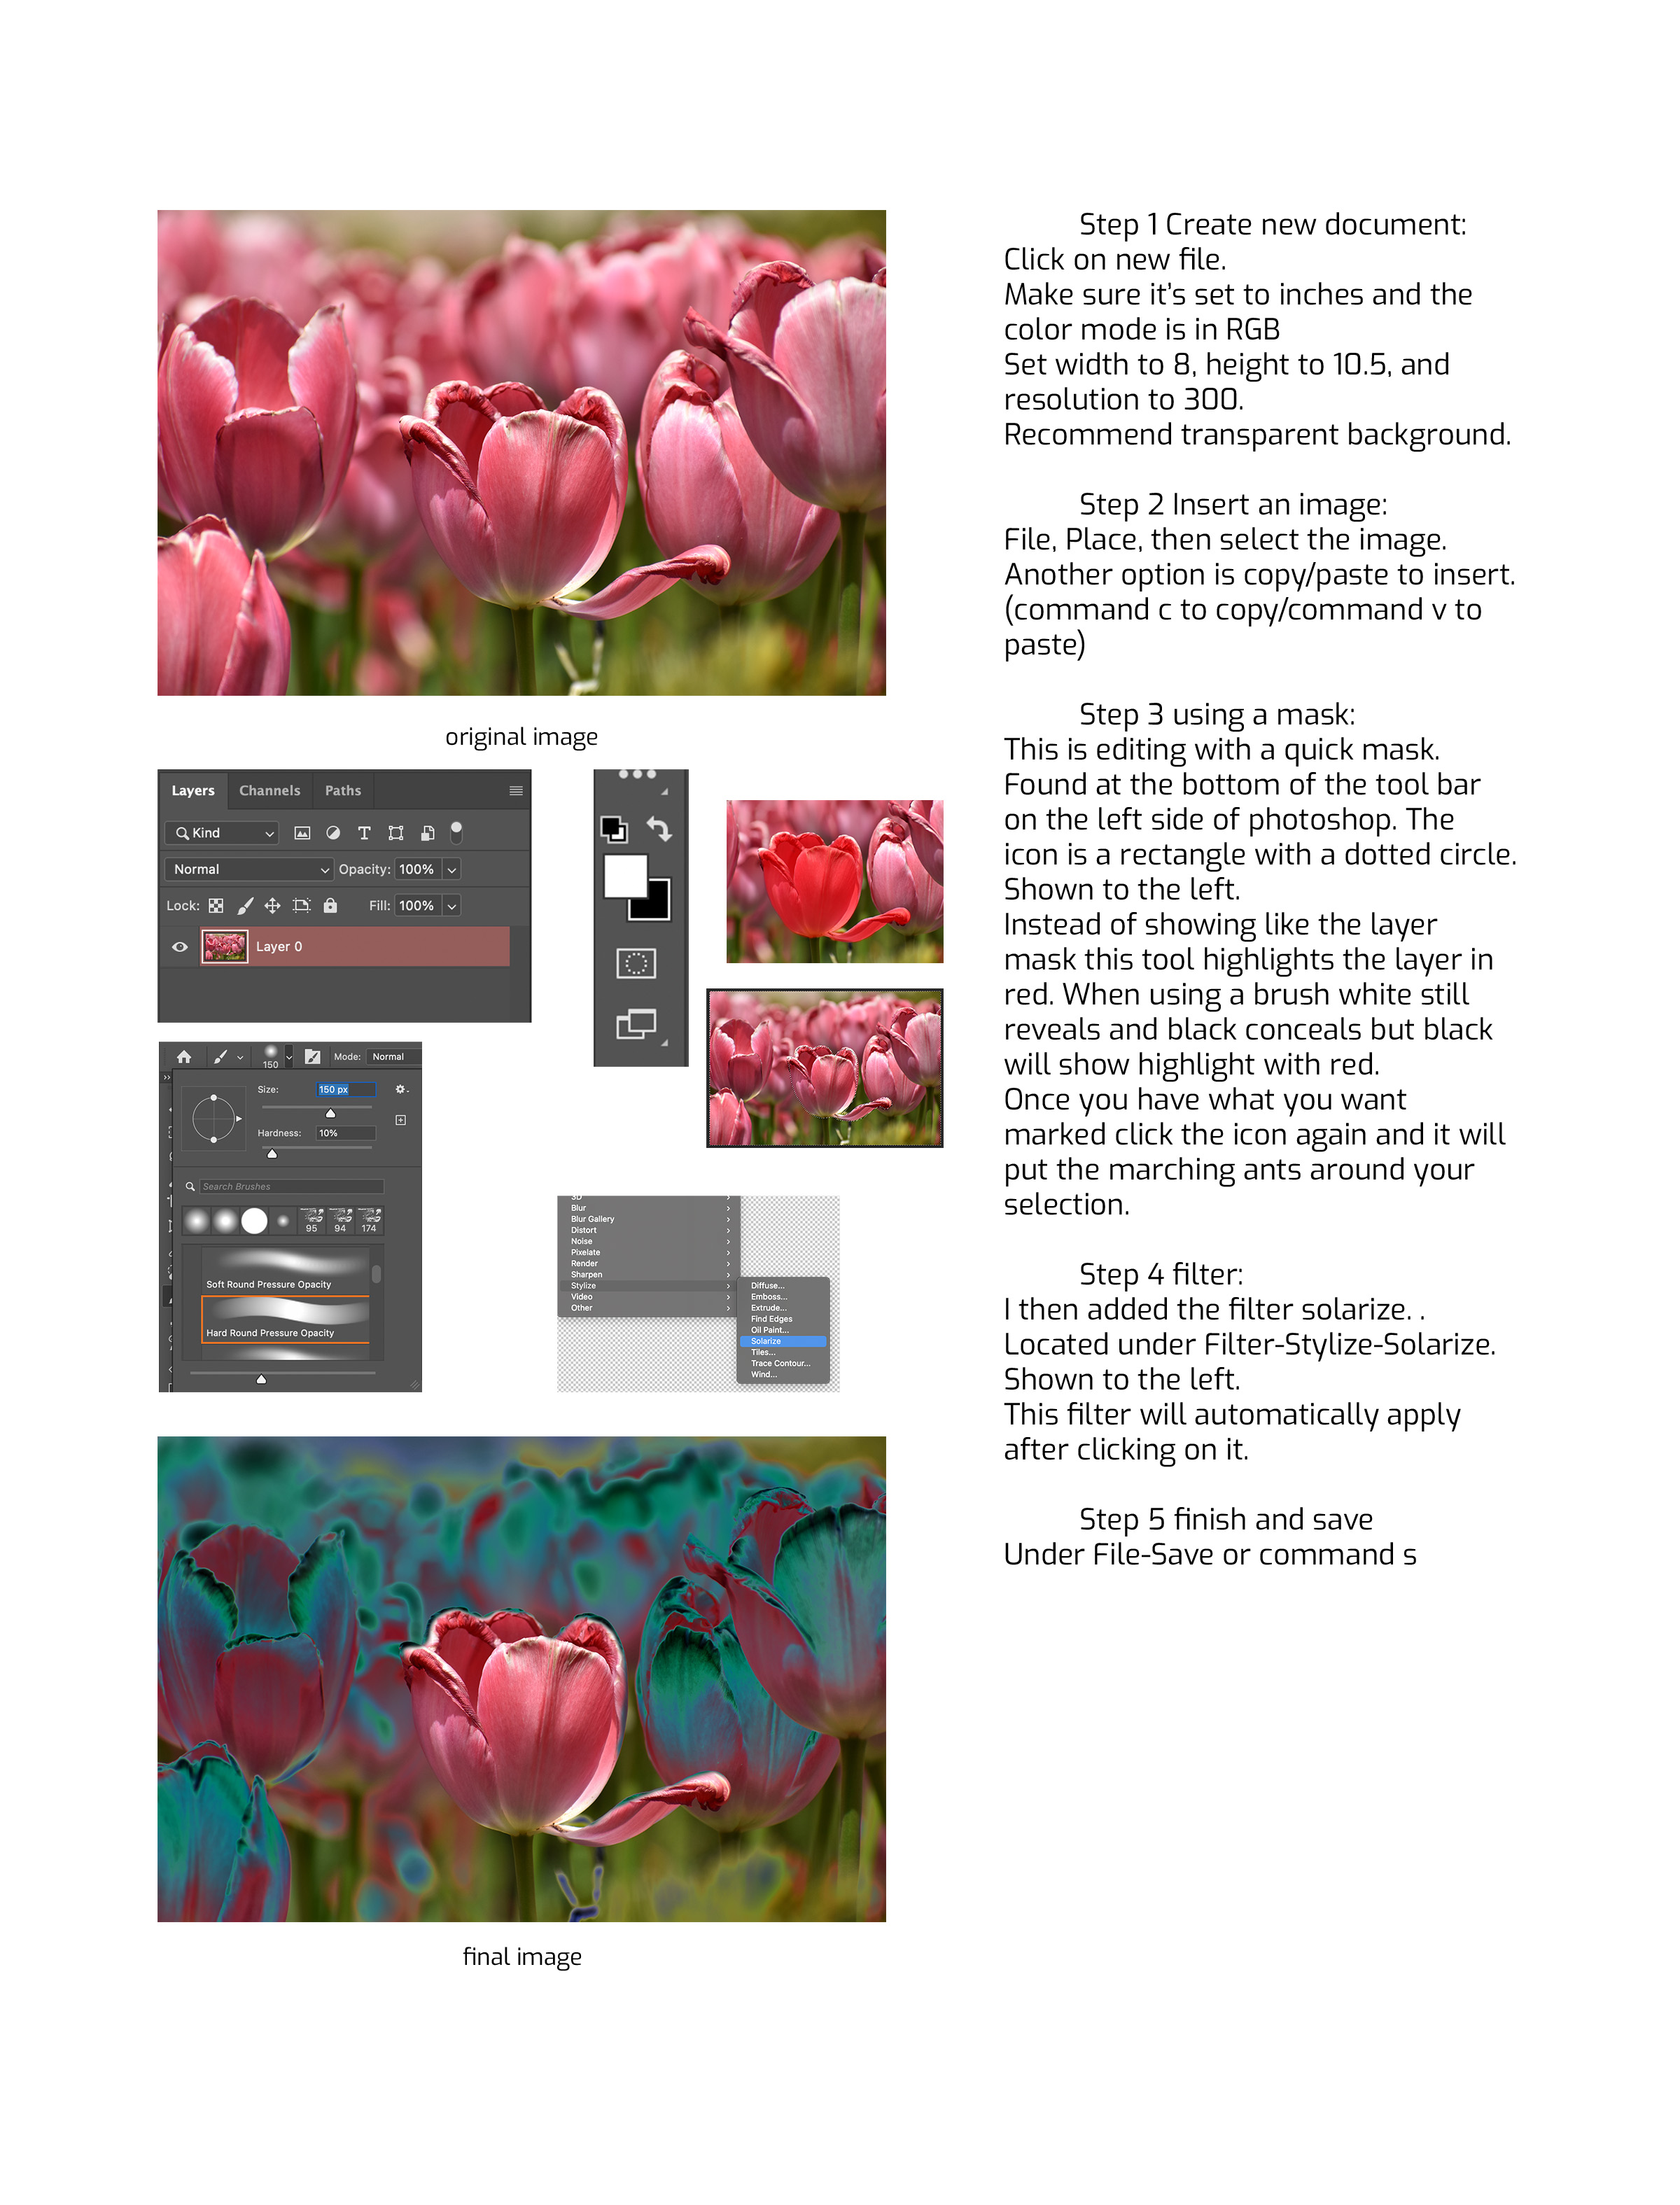 Step 1 Create new document:
Click on new file.
Make sure it's set to inches and the
color mode is in RGB
Set width to 8, height to 10.5, and
resolution to 300.
Recommend transparent background.
Step 2 Insert an image:
File, Place, then select the image.
Another option is copy/paste to insert.
(command c to copy/command v to
paste)
Step 3 using a mask:
This is editing with a quick mask.
Found at the bottom of the tool bar
on the left side of photoshop. The
icon is a rectangle with a dotted circle.
Shown to the left.
Instead of showing like the layer
mask this tool highlights the layer in
red. When using a brush white still
reveals and black conceals but black
will show highlight with red.
Once you have what you want
marked click the icon again and it will
put the marching ants around your
selection.
Step 4 filter:
I then added the filter solarize. .
Located under Filter-Stylize-Solarize.
Shown to the left.
This filter will automatically apply
after clicking on it.
Step 5 finish and save
Under File-Save or command s
original image
Layers Channels Paths
Kind
Normal Opacity: 100%
Lock: Fill: 100%
Layer 0
150 Mode: Normal
Size: 150 px
Hardness: 10%
Search Brushes
95 94 174
Soft Round Pressure Opacity
Hard Round Pressure Opacity
3D
Blur
Blur Gallery
Distort
Noise
Pixelate
Render
Sharpen
Stylize
Video
Other
Diffuse...
Emboss...
Extrude...
Find Edges
Oil Paint...
Solarize
Tiles...
Trace Contour...
Wind...
final image